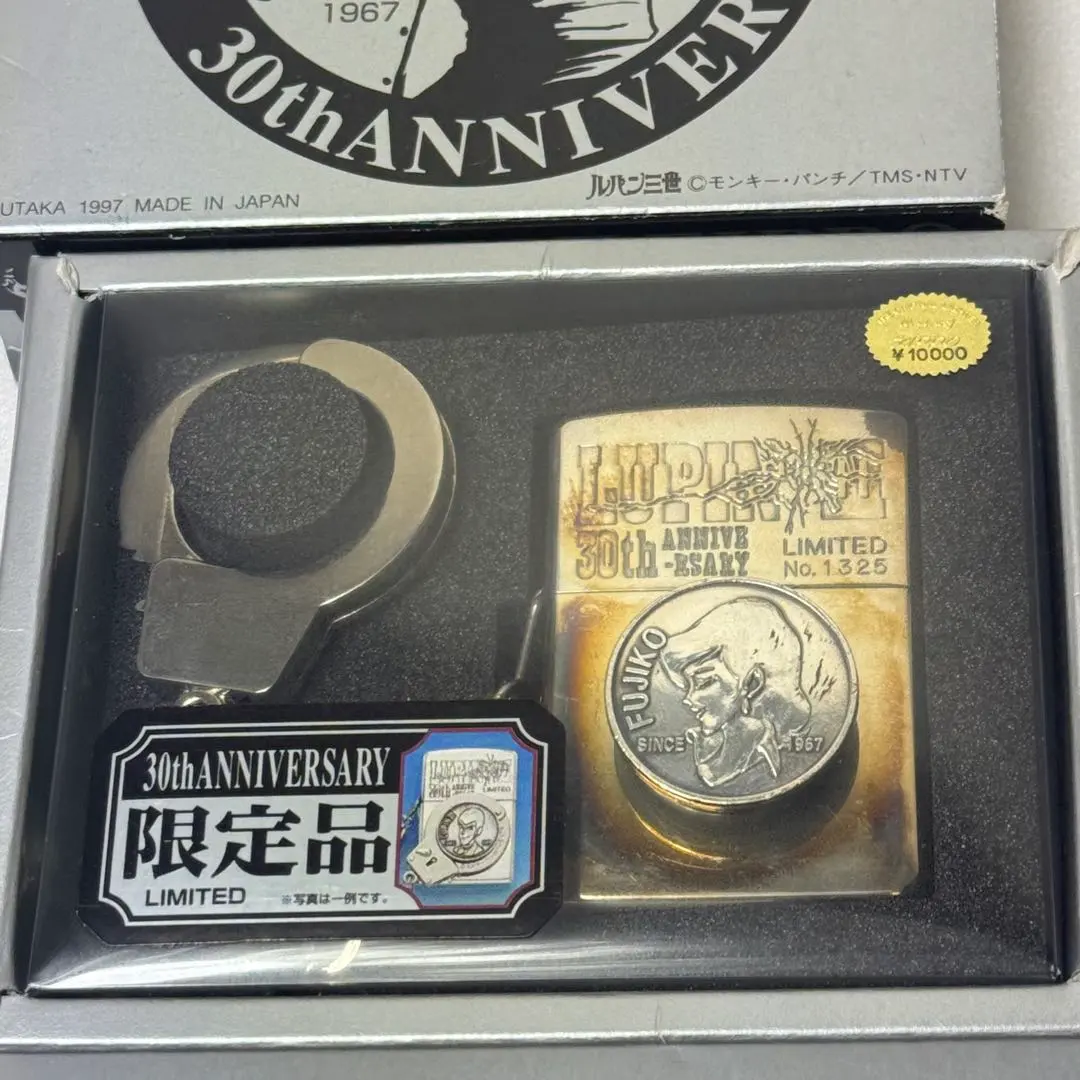 1967
30thANNIVER
ルパン三世 ©モンキー・パンチ/TMS・NTV
UTAKA 1997 MADE IN JAPAN
¥10000
LUPIN
30th ANNIVE
-RSARY
LIMITED
No.1325
FUJIKO
SINCE 1967
30thANNIVERSARY
限定品
LIMITED
※写真は一例です。
LIMITED